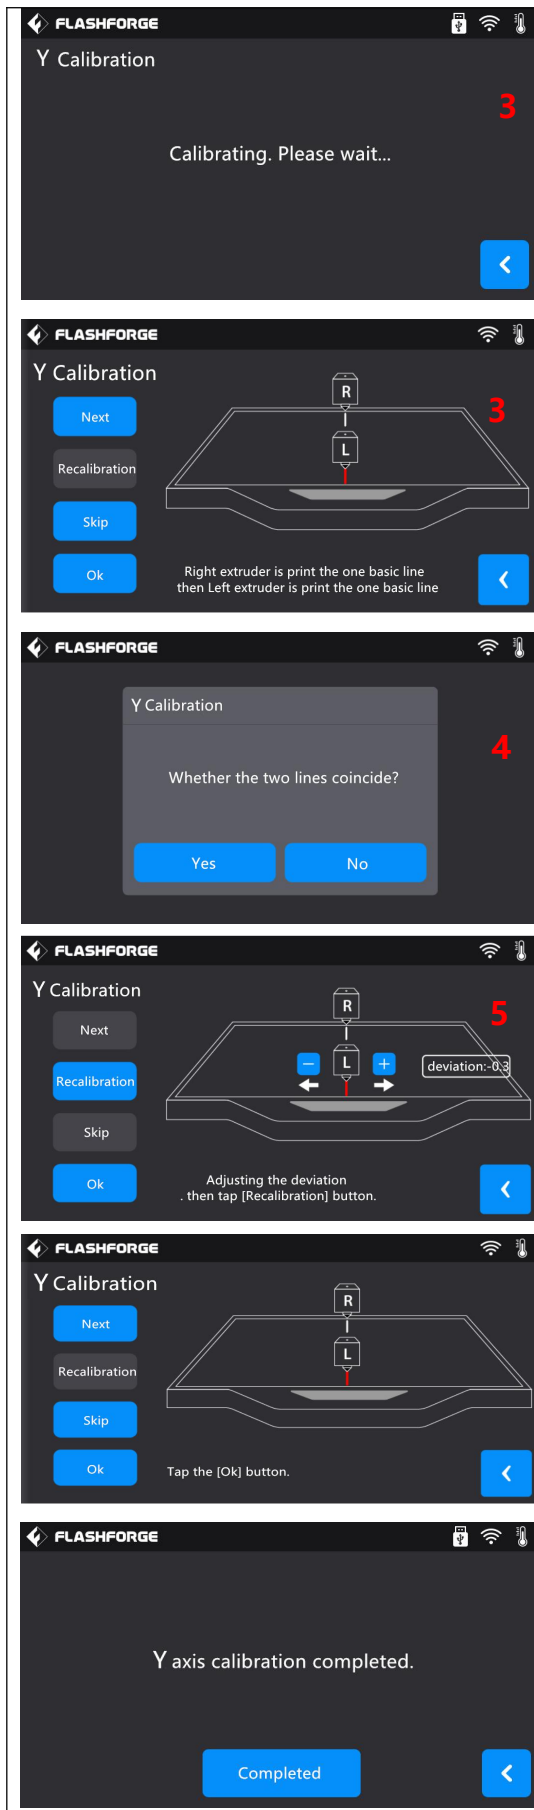 FLASHFORGE
Y Calibration
3
Calibrating. Please wait...
FLASHFORGE
Y Calibration
R
3
Next
L
Recalibration
Skip
Ok
Right extruder is print the one basic line
then Left extruder is print the one basic line
FLASHFORGE
Y Calibration
4
Whether the two lines coincide?
Yes No
FLASHFORGE
Y Calibration
R
5
Next
− L + deviation:-0.3
Recalibration
Skip
Ok
Adjusting the deviation
. then tap [Recalibration] button.
FLASHFORGE
Y Calibration
R
Next
L
Recalibration
Skip
Ok
Tap the [Ok] button.
FLASHFORGE
Y axis calibration completed.
Completed